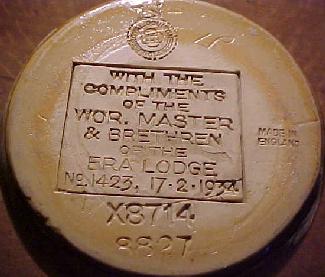 WITH THE
COMPLIMENTS
OF THE
WOR. MASTER
& BRETHREN
OF THE
ERA LODGE
No. 1423, 17·2·1934
MADE IN
ENGLAND
X8714
8827